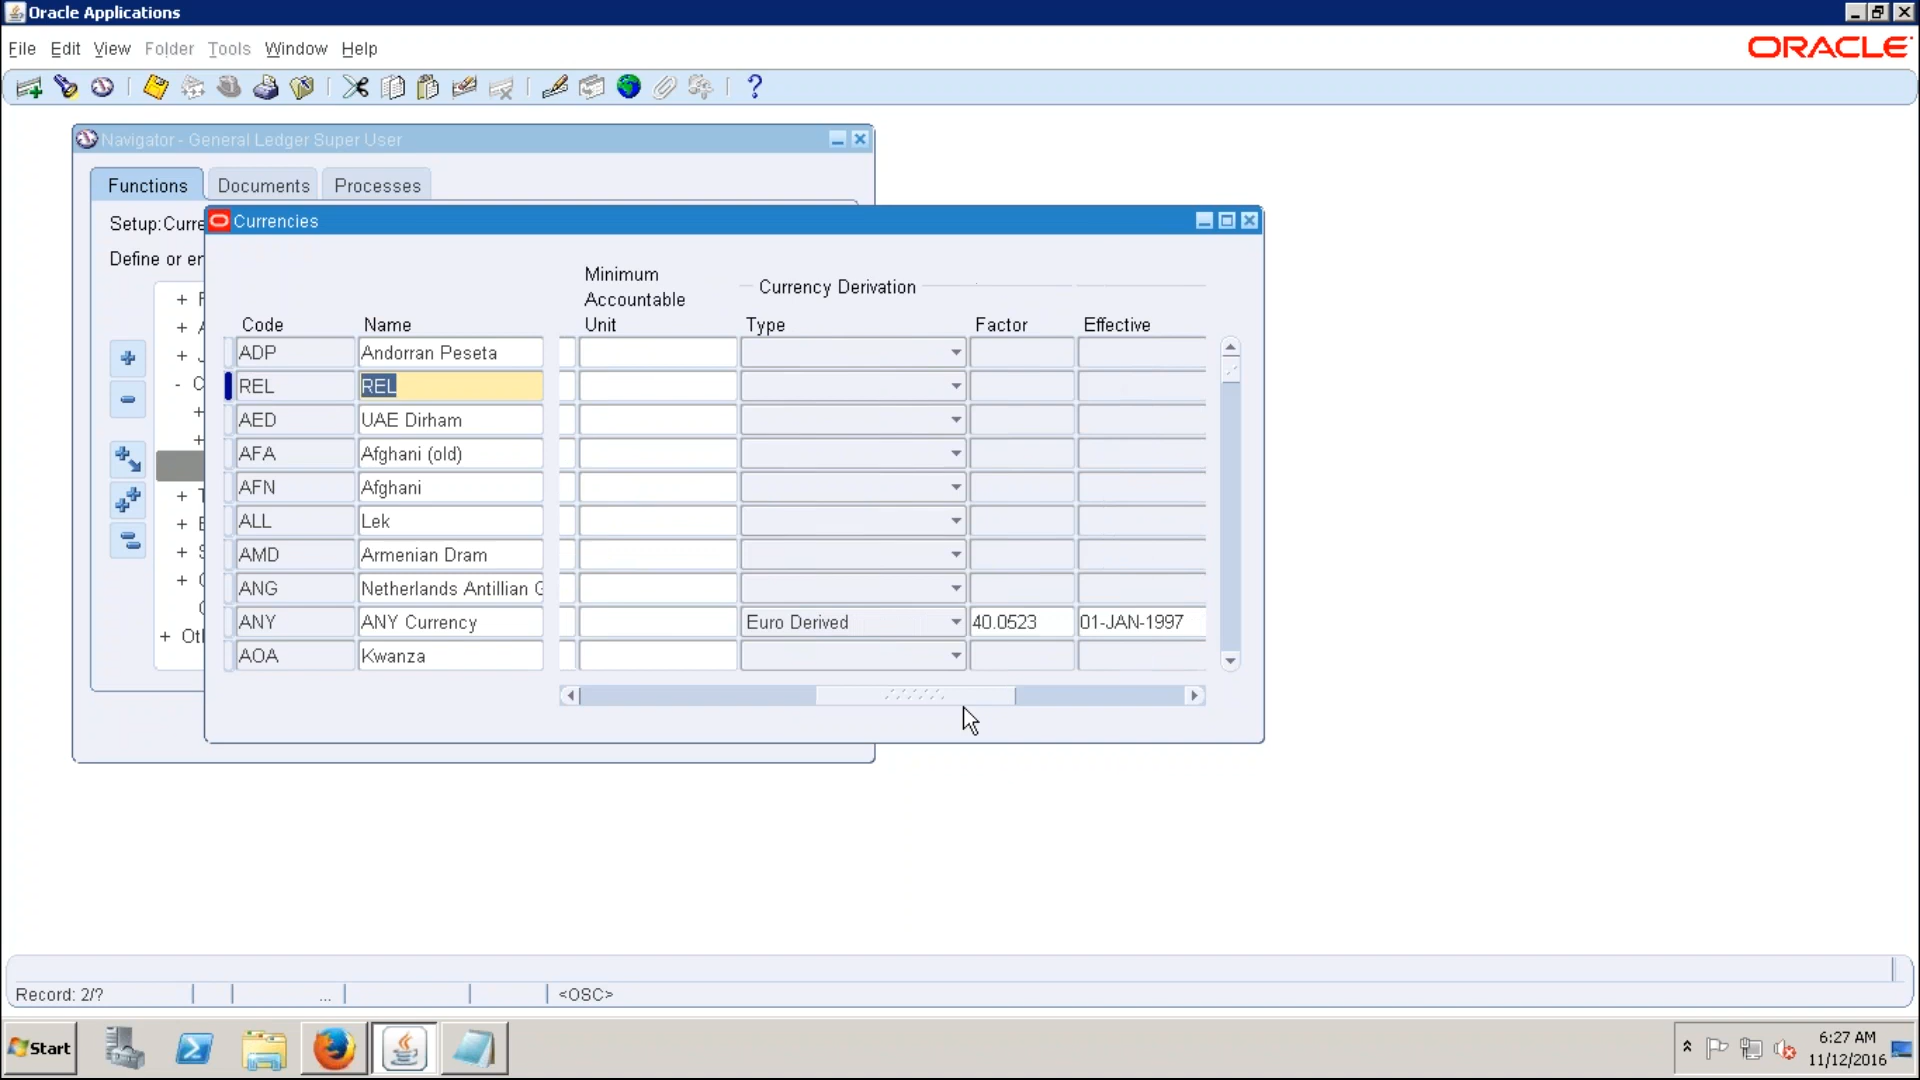 Oracle Applications
File Edit View Folder Tools Window Help
ORACLE
Navigator - General Ledger Super User
Functions Documents Processes
Setup:Curre
Define or er
Currencies
Minimum
Accountable
Unit
Currency Derivation
Code Name Type Factor Effective
ADP Andorran Peseta
REL REL
AED UAE Dirham
AFA Afghani (old)
AFN Afghani
ALL Lek
AMD Armenian Dram
ANG Netherlands Antillian G
ANY ANY Currency Euro Derived 40.0523 01-JAN-1997
AOA Kwanza
+ Otl
Record: 2/? ... <OSC>
Start
6:27 AM
11/12/2016